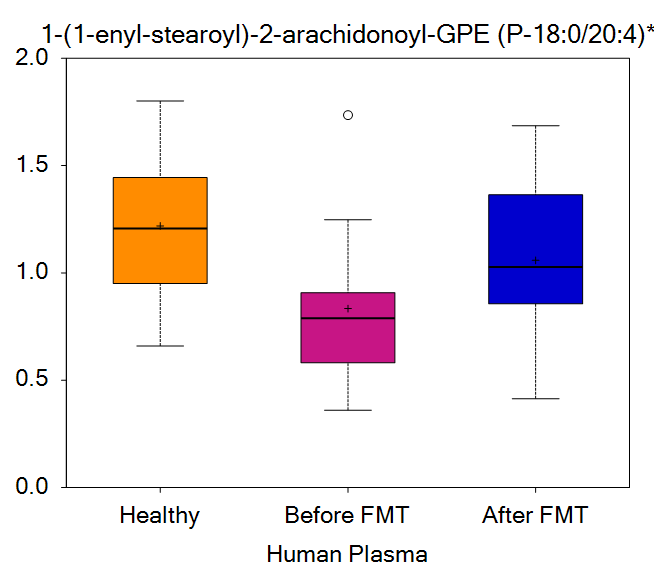 1-(1-enyl-stearoyl)-2-arachidonoyl-GPE (P-18:0/20:4)*
2.0
1.5
1.0
0.5
0.0
Healthy Before FMT After FMT
Human Plasma